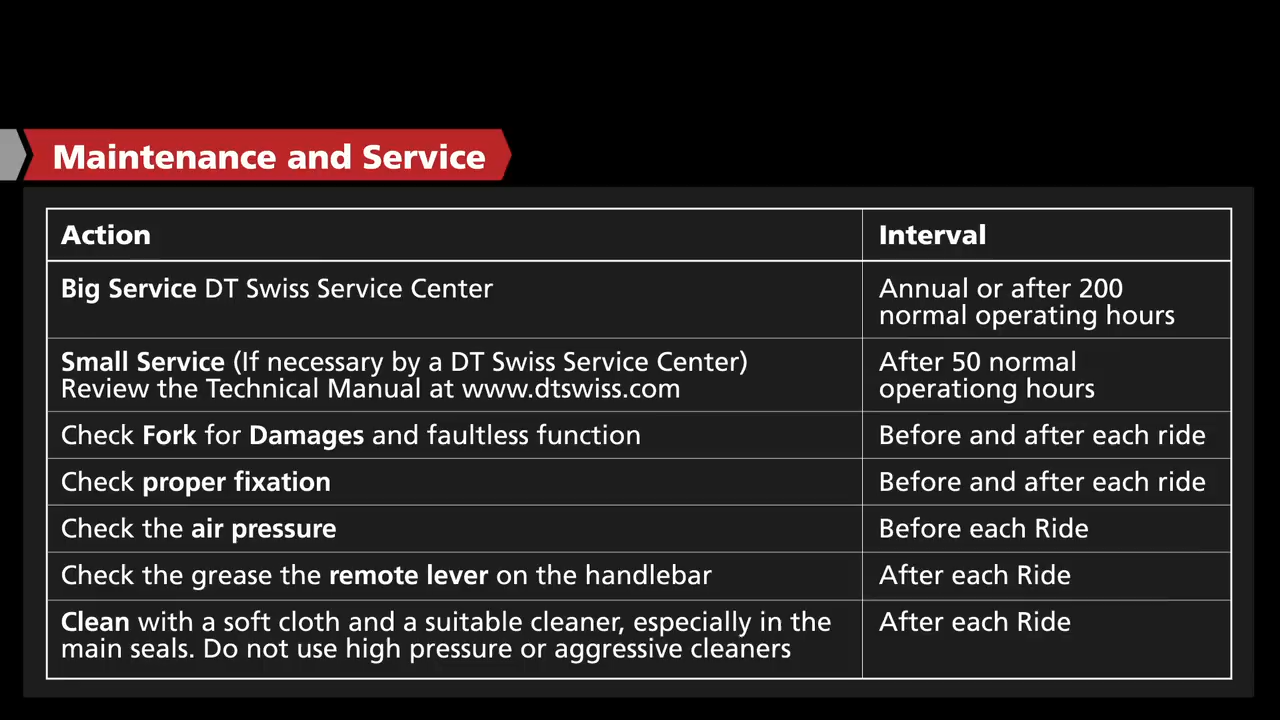 Maintenance and Service
Action
Interval
Big Service DT Swiss Service Center
Annual or after 200
normal operating hours
Small Service (If necessary by a DT Swiss Service Center)
Review the Technical Manual at www.dtswiss.com
After 50 normal
operationg hours
Check Fork for Damages and faultless function
Before and after each ride
Check proper fixation
Before and after each ride
Check the air pressure
Before each Ride
Check the grease the remote lever on the handlebar
After each Ride
Clean with a soft cloth and a suitable cleaner, especially in the
main seals. Do not use high pressure or aggressive cleaners
After each Ride